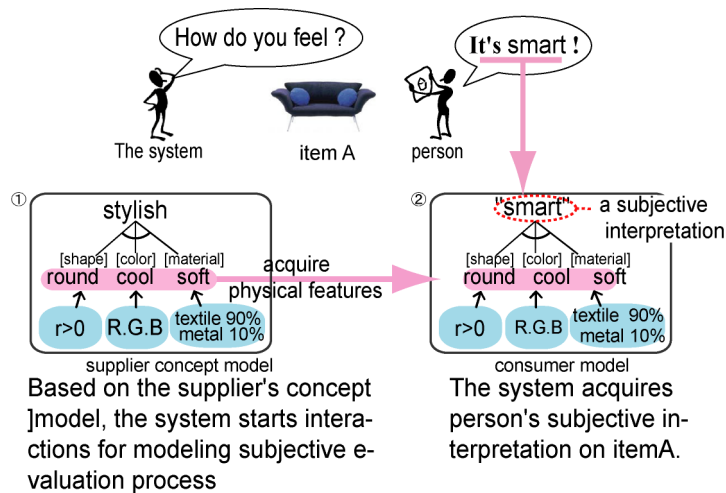 How do you feel ?
It's smart !
The system
item A
person
①
stylish
[shape] [color] [material]
round cool soft
r>0
R.G.B
textile 90%
metal 10%
supplier concept model
acquire
physical features
②
"smart"
a subjective
interpretation
[shape] [color] [material]
round cool soft
r>0
R.G.B
textile 90%
metal 10%
consumer model
Based on the supplier's concept
]model, the system starts intera-
ctions for modeling subjective e-
valuation process
The system acquires
person's subjective in-
terpretation on itemA.